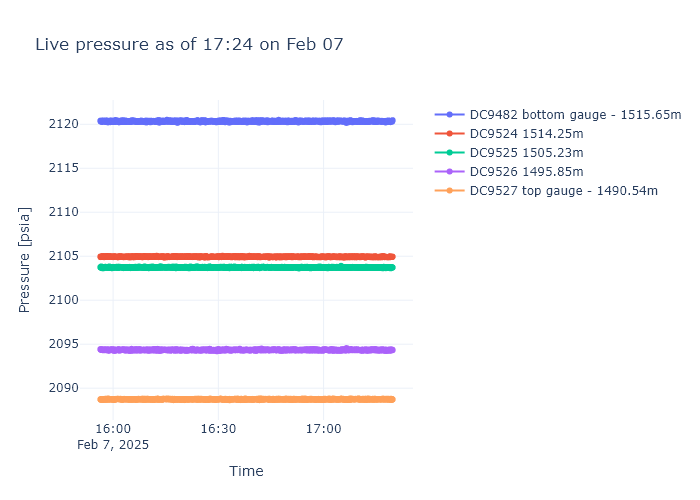 Live pressure as of 17:24 on Feb 07
DC9482 bottom gauge - 1515.65m
DC9524 1514.25m
DC9525 1505.23m
DC9526 1495.85m
DC9527 top gauge - 1490.54m
Pressure [psia]
2120
2115
2110
2105
2100
2095
2090
16:00
16:30
17:00
Feb 7, 2025
Time